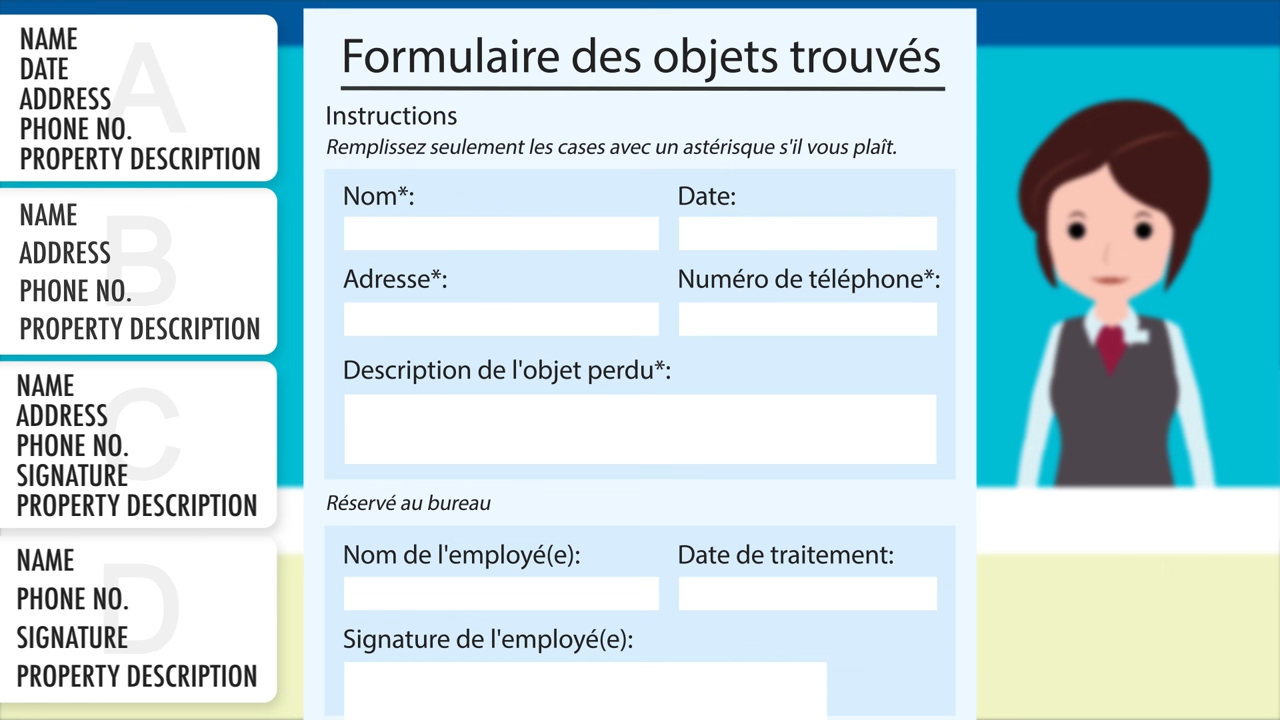 A
NAME
DATE
ADDRESS
PHONE NO.
PROPERTY DESCRIPTION
B
NAME
ADDRESS
PHONE NO.
PROPERTY DESCRIPTION
C
NAME
ADDRESS
PHONE NO.
SIGNATURE
PROPERTY DESCRIPTION
D
NAME
PHONE NO.
SIGNATURE
PROPERTY DESCRIPTION
Formulaire des objets trouvés
Instructions
Remplissez seulement les cases avec un astérisque s'il vous plaît.
Nom*: Date:
Adresse*: Numéro de téléphone*:
Description de l'objet perdu*:
Réservé au bureau
Nom de l'employé(e): Date de traitement:
Signature de l'employé(e):